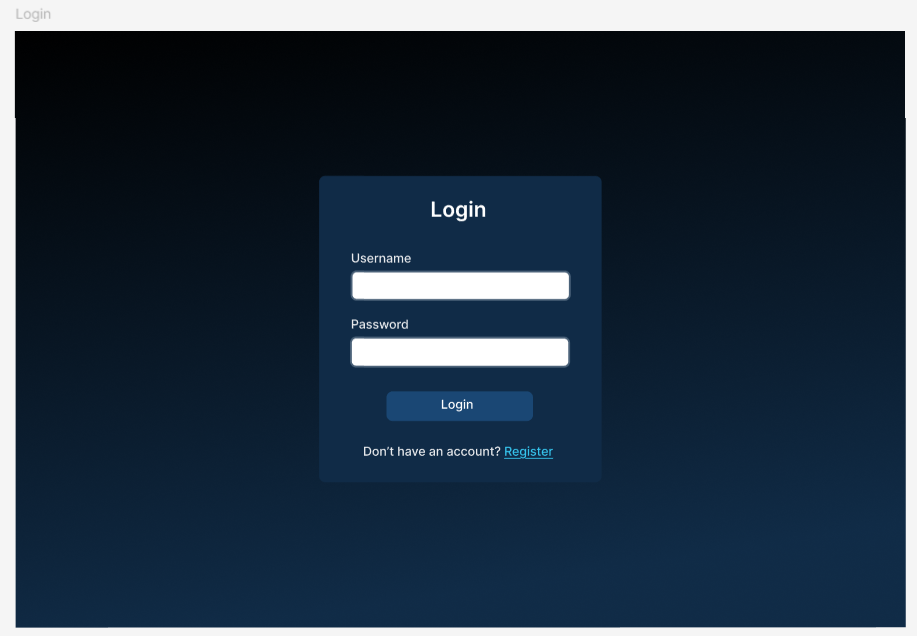 Login
Login
Username
Password
Login
Don't have an account? Register